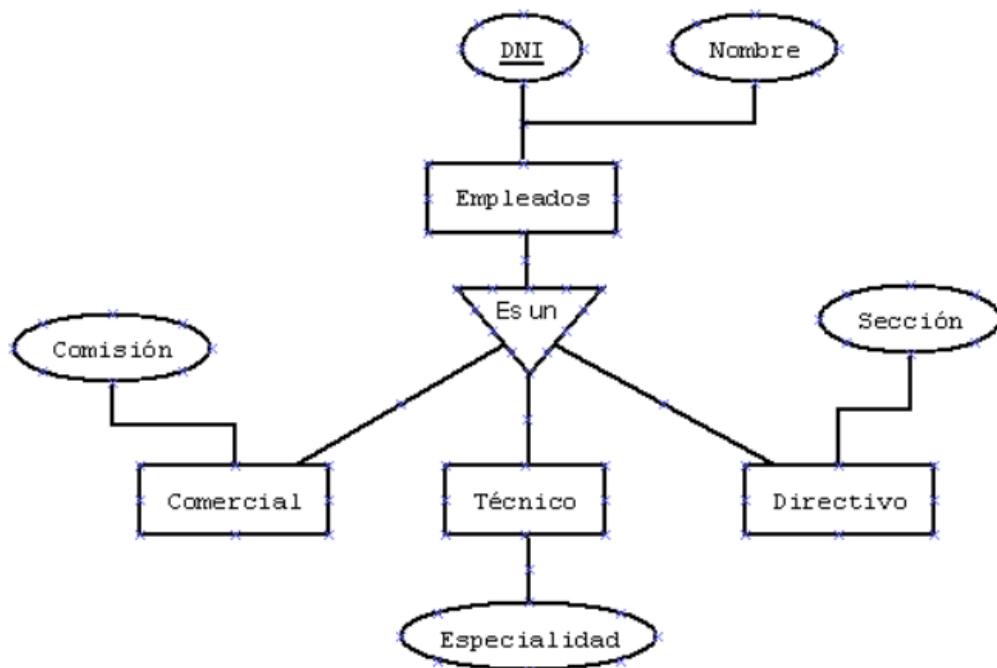 DNI
Nombre
Empleados
Es un
Comisión
Sección
Comercial
Técnico
Directivo
Especialidad